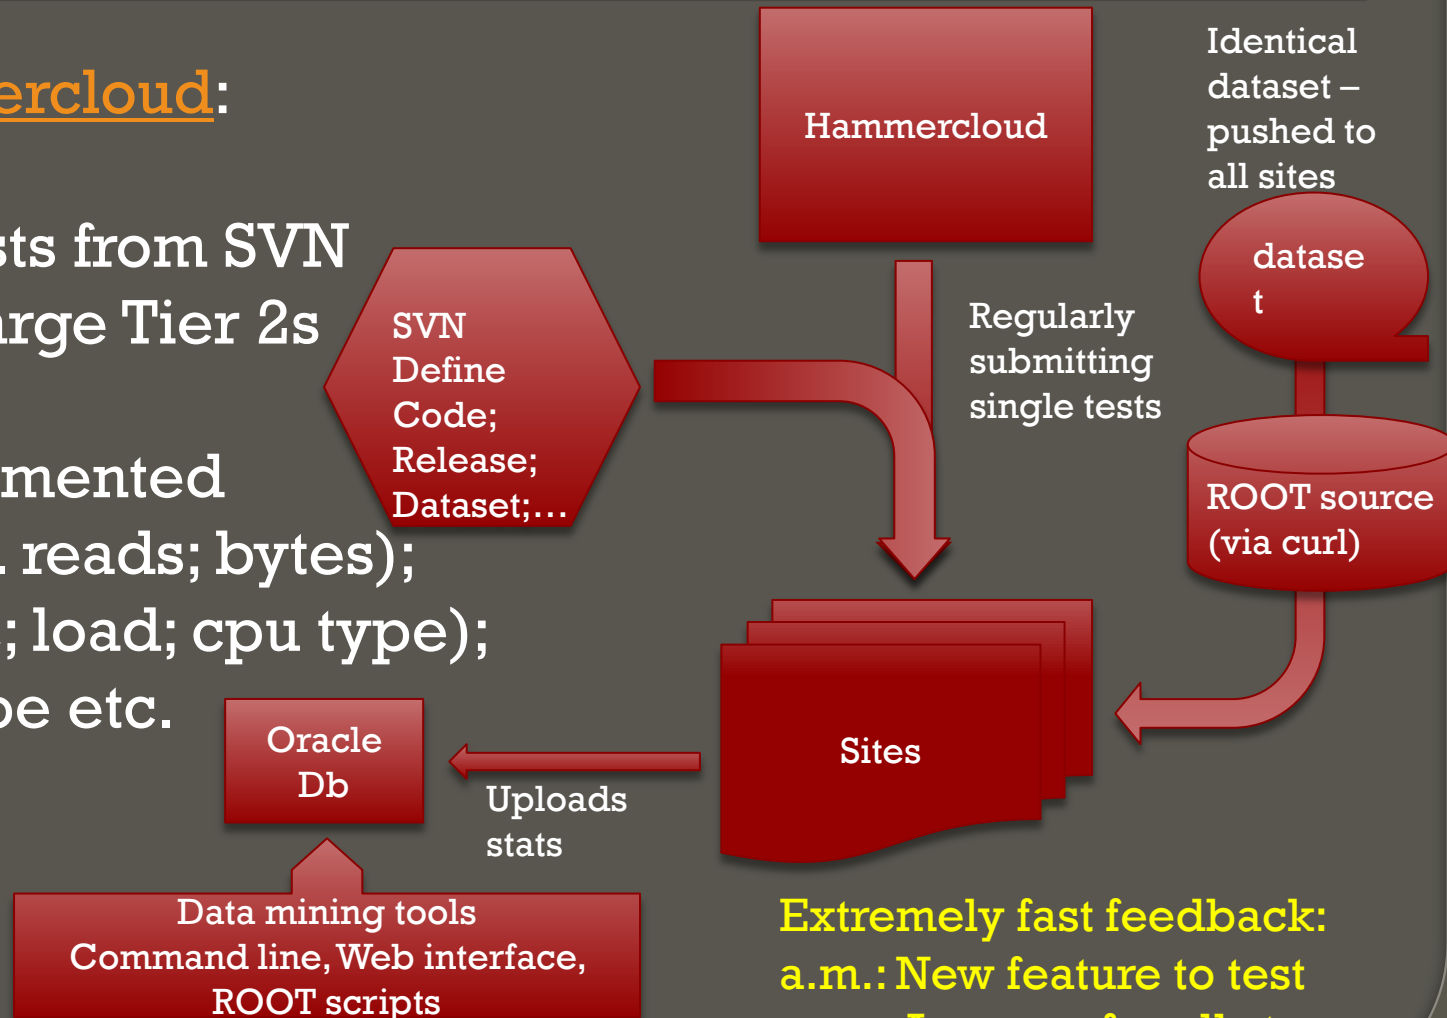 ercloud:
sts from SVN
arge Tier 2s
mented
. reads; bytes);
; load; cpu type);
pe etc.
Hammercloud
Identical
dataset –
pushed to
all sites
datase
t
SVN
Define
Code;
Release;
Dataset;…
Regularly
submitting
single tests
ROOT source
(via curl)
Sites
Oracle
Db
Uploads
stats
Data mining tools
Command line, Web interface,
ROOT scripts
Extremely fast feedback:
a.m.: New feature to test